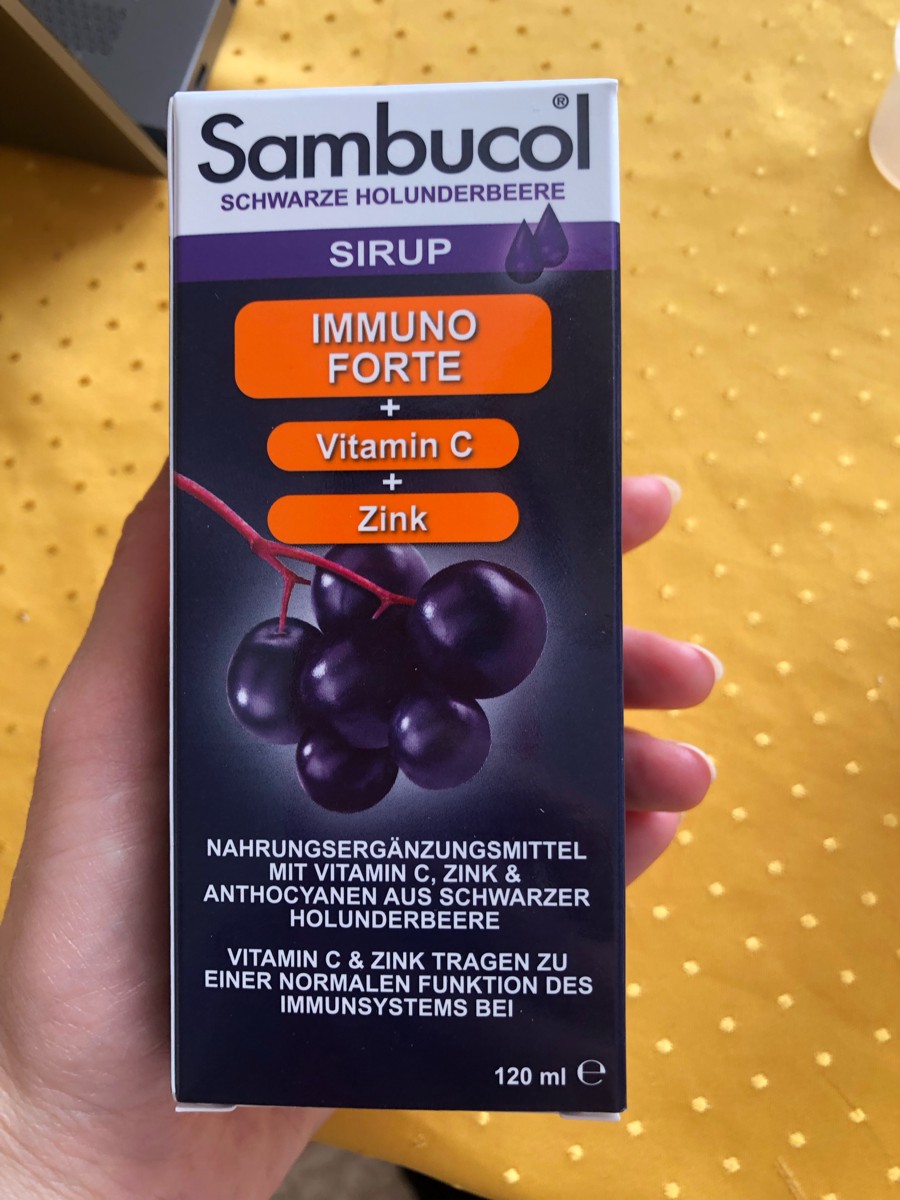 Sambucol®
SCHWARZE HOLUNDERBEERE
SIRUP
IMMUNO
FORTE
+
Vitamin C
+
Zink
NAHRUNGSERGÄNZUNGSMITTEL
MIT VITAMIN C, ZINK &
ANTHOCYANEN AUS SCHWARZER
HOLUNDERBEERE
VITAMIN C & ZINK TRAGEN ZU
EINER NORMALEN FUNKTION DES
IMMUNSYSTEMS BEI
120 ml ℮